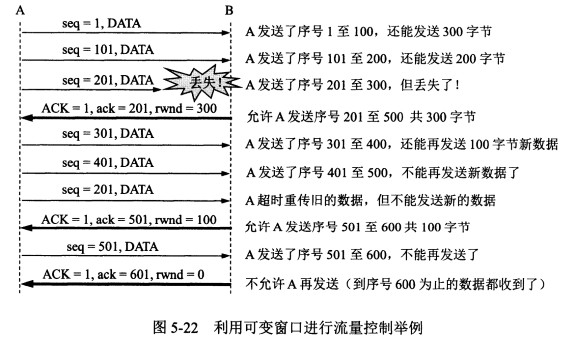 A B
seq = 1, DATA A 发送了序号 1 至 100，还能发送 300 字节
seq = 101, DATA A 发送了序号 101 至 200，还能发送 200 字节
seq = 201, DATA 丢失！ A 发送了序号 201 至 300，但丢失了！
ACK = 1, ack = 201, rwnd = 300 允许 A 发送序号 201 至 500 共 300 字节
seq = 301, DATA A 发送了序号 301 至 400，还能再发送 100 字节新数据
seq = 401, DATA A 发送了序号 401 至 500，不能再发送新数据了
seq = 201, DATA A 超时重传旧的数据，但不能发送新的数据
ACK = 1, ack = 501, rwnd = 100 允许 A 发送序号 501 至 600 共 100 字节
seq = 501, DATA A 发送了序号 501 至 600，不能再发送了
ACK = 1, ack = 601, rwnd = 0 不允许 A 再发送（到序号 600 为止的数据都收到了）
图 5-22 利用可变窗口进行流量控制举例